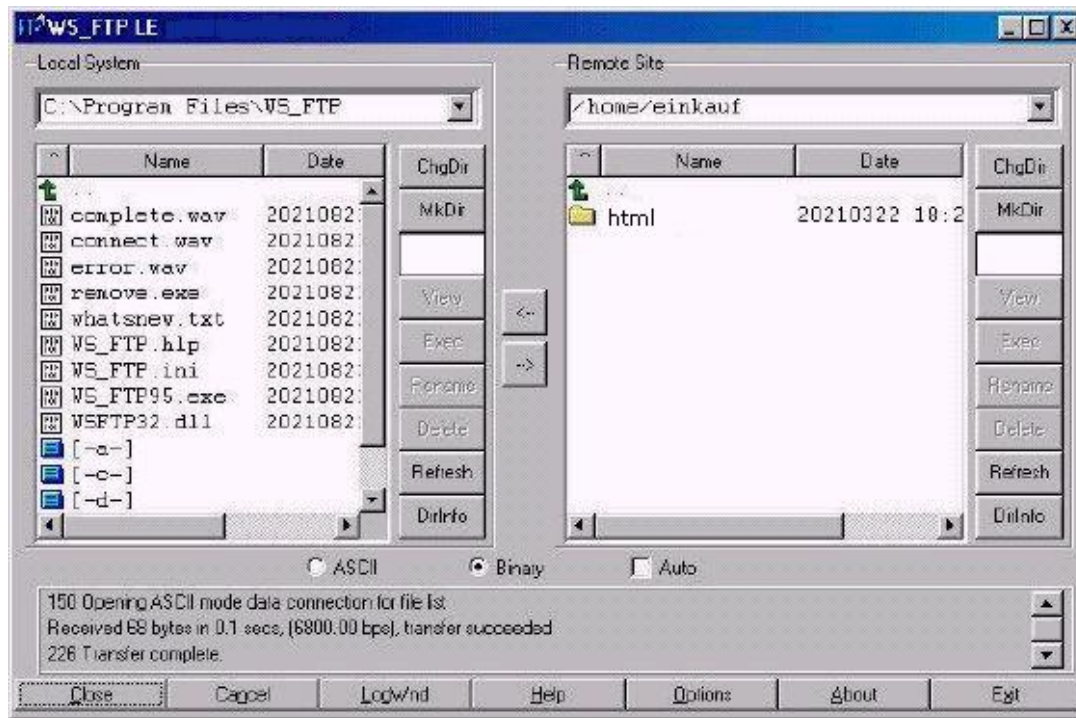 WS_FTP LE
Local System
C:\Program Files\WS_FTP
^ Name Date
..
complete.wav 2021082
connect.wav 2021082
error.wav 2021082
remove.exe 2021082
whatsnew.txt 2021082
WS_FTP.hlp 2021082
WS_FTP.ini 2021082
WS_FTP95.exe 2021082
WSFTP32.dll 2021082
[-a-]
[-c-]
[-d-]
ChgDir
MkDir
View
Exec
Rename
Delete
Refresh
DirInfo
<--
-->
Remote Site
/home/einkauf
^ Name Date
..
html 20210322 18:2
ChgDir
MkDir
View
Exec
Rename
Delete
Refresh
DirInfo
ASCII Binary Auto
150 Opening ASCII mode data connection for file list
Received 68 bytes in 0.1 secs, (6800.00 bps), transfer succeeded
226 Transfer complete.
Close Cancel LogWnd Help Options About Exit